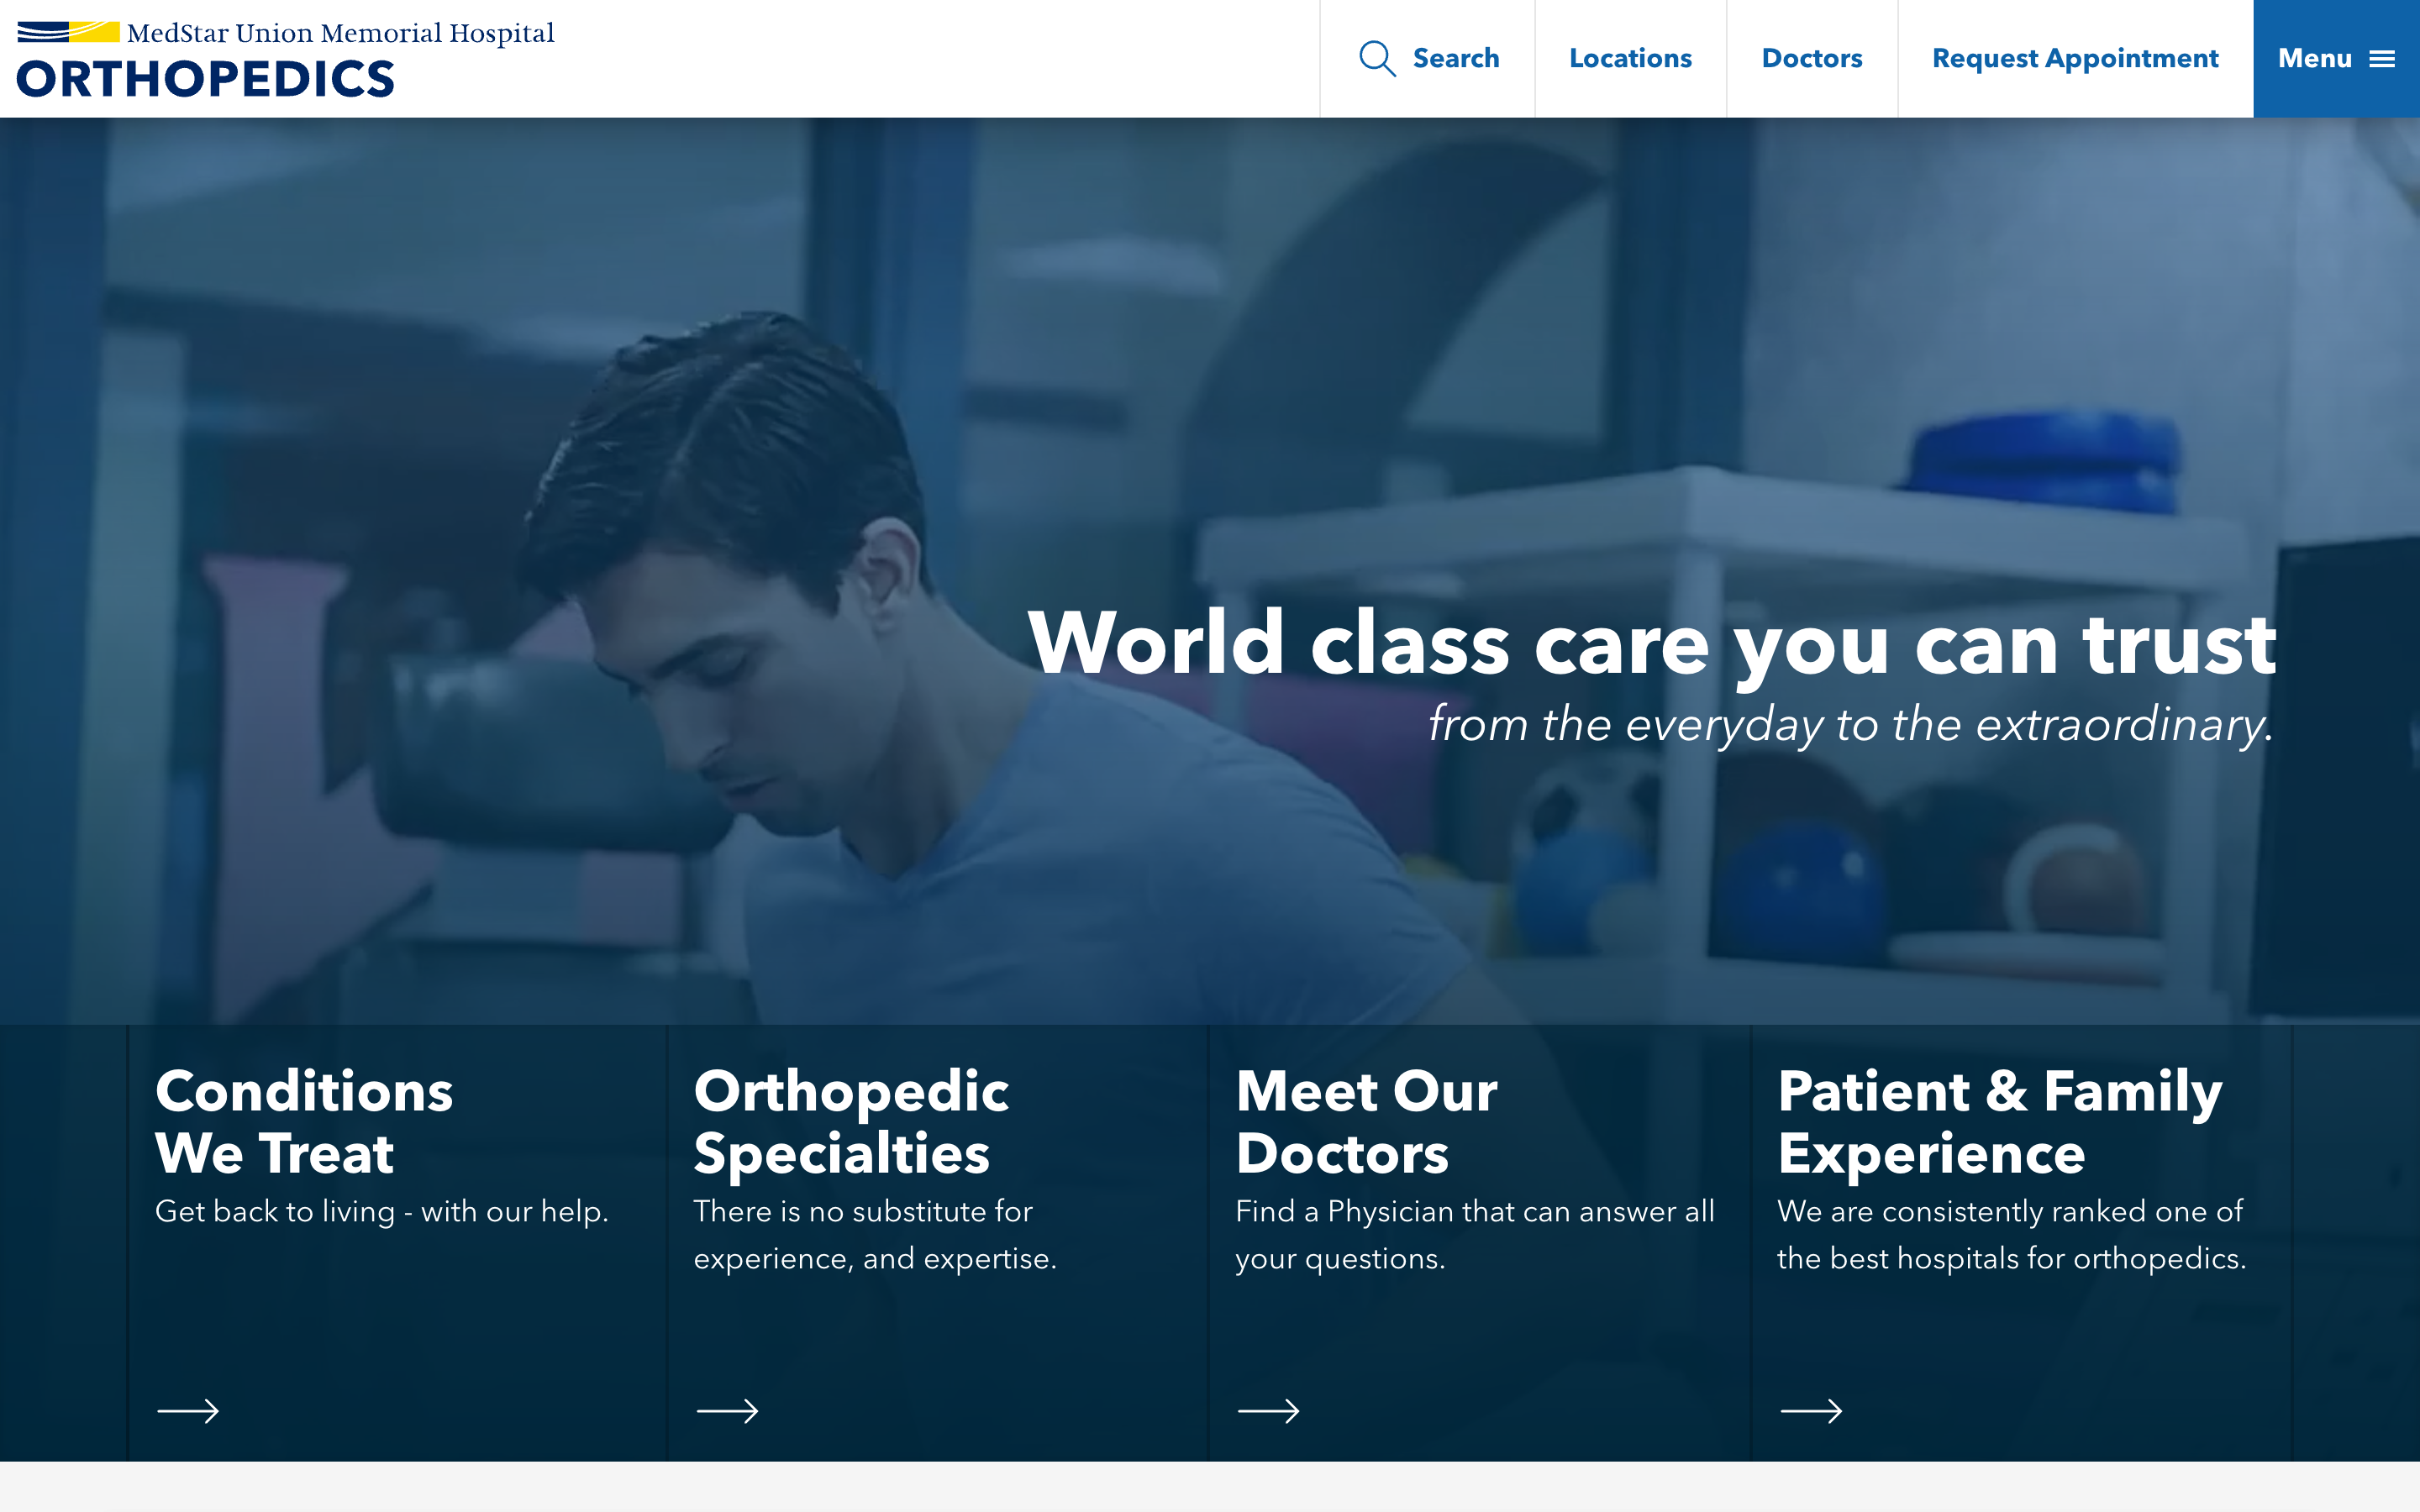 MedStar Union Memorial Hospital
ORTHOPEDICS
Search
Locations
Doctors
Request Appointment
Menu
World class care you can trust
from the everyday to the extraordinary.
Conditions
We Treat
Get back to living - with our help.
Orthopedic
Specialties
There is no substitute for
experience, and expertise.
Meet Our
Doctors
Find a Physician that can answer all
your questions.
Patient & Family
Experience
We are consistently ranked one of
the best hospitals for orthopedics.